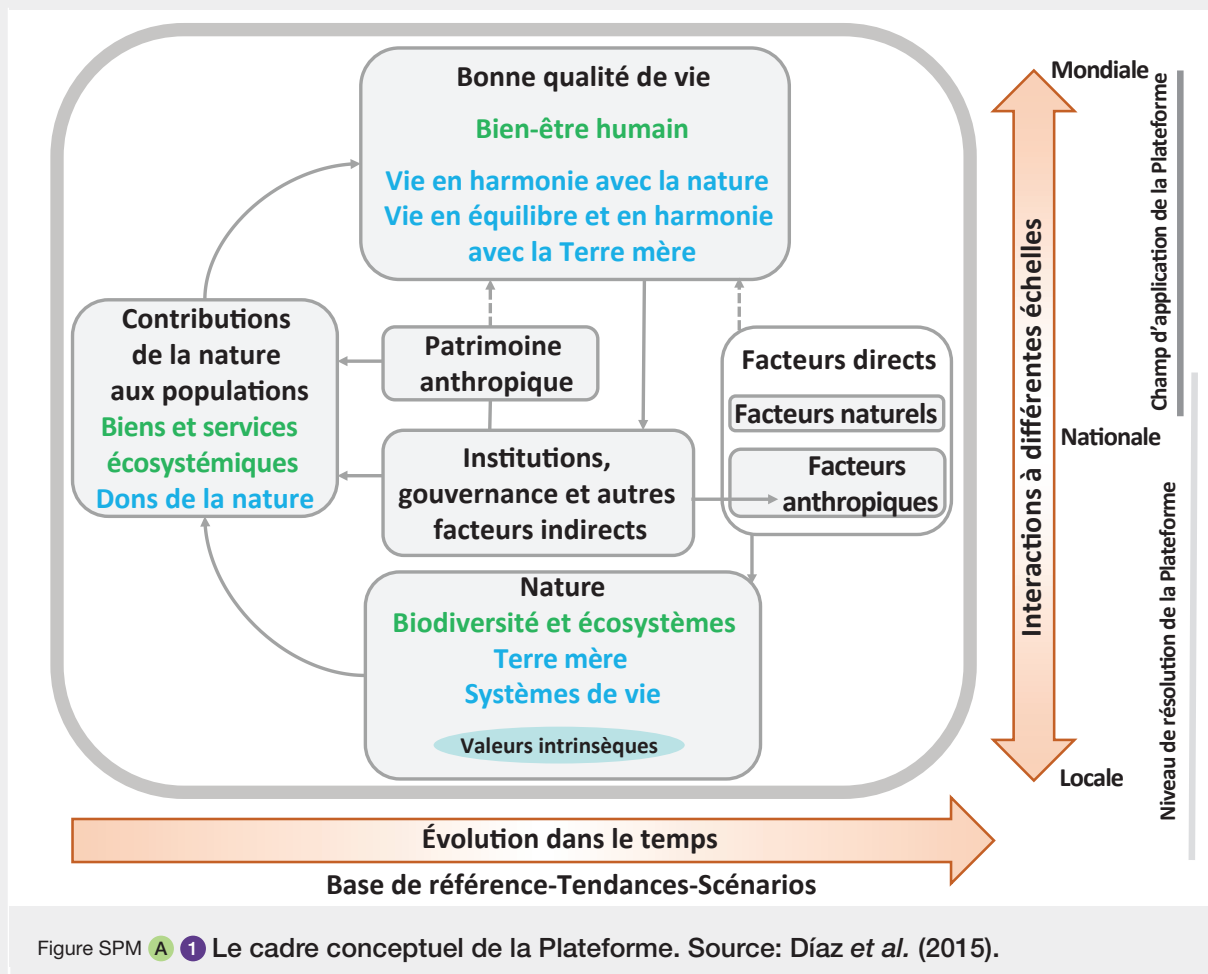 Bonne qualité de vie
Bien-être humain
Vie en harmonie avec la nature
Vie en équilibre et en harmonie
avec la Terre mère
Contributions
de la nature
aux populations
Biens et services
écosystémiques
Dons de la nature
Patrimoine
anthropique
Institutions,
gouvernance et autres
facteurs indirects
Facteurs directs
Facteurs naturels
Facteurs
anthropiques
Nature
Biodiversité et écosystèmes
Terre mère
Systèmes de vie
Valeurs intrinsèques
Interactions à différentes échelles
Mondiale
Nationale
Locale
Champ d’application de la Plateforme
Niveau de résolution de la Plateforme
Évolution dans le temps
Base de référence-Tendances-Scénarios
Figure SPM A 1 Le cadre conceptuel de la Plateforme. Source: Díaz et al. (2015).